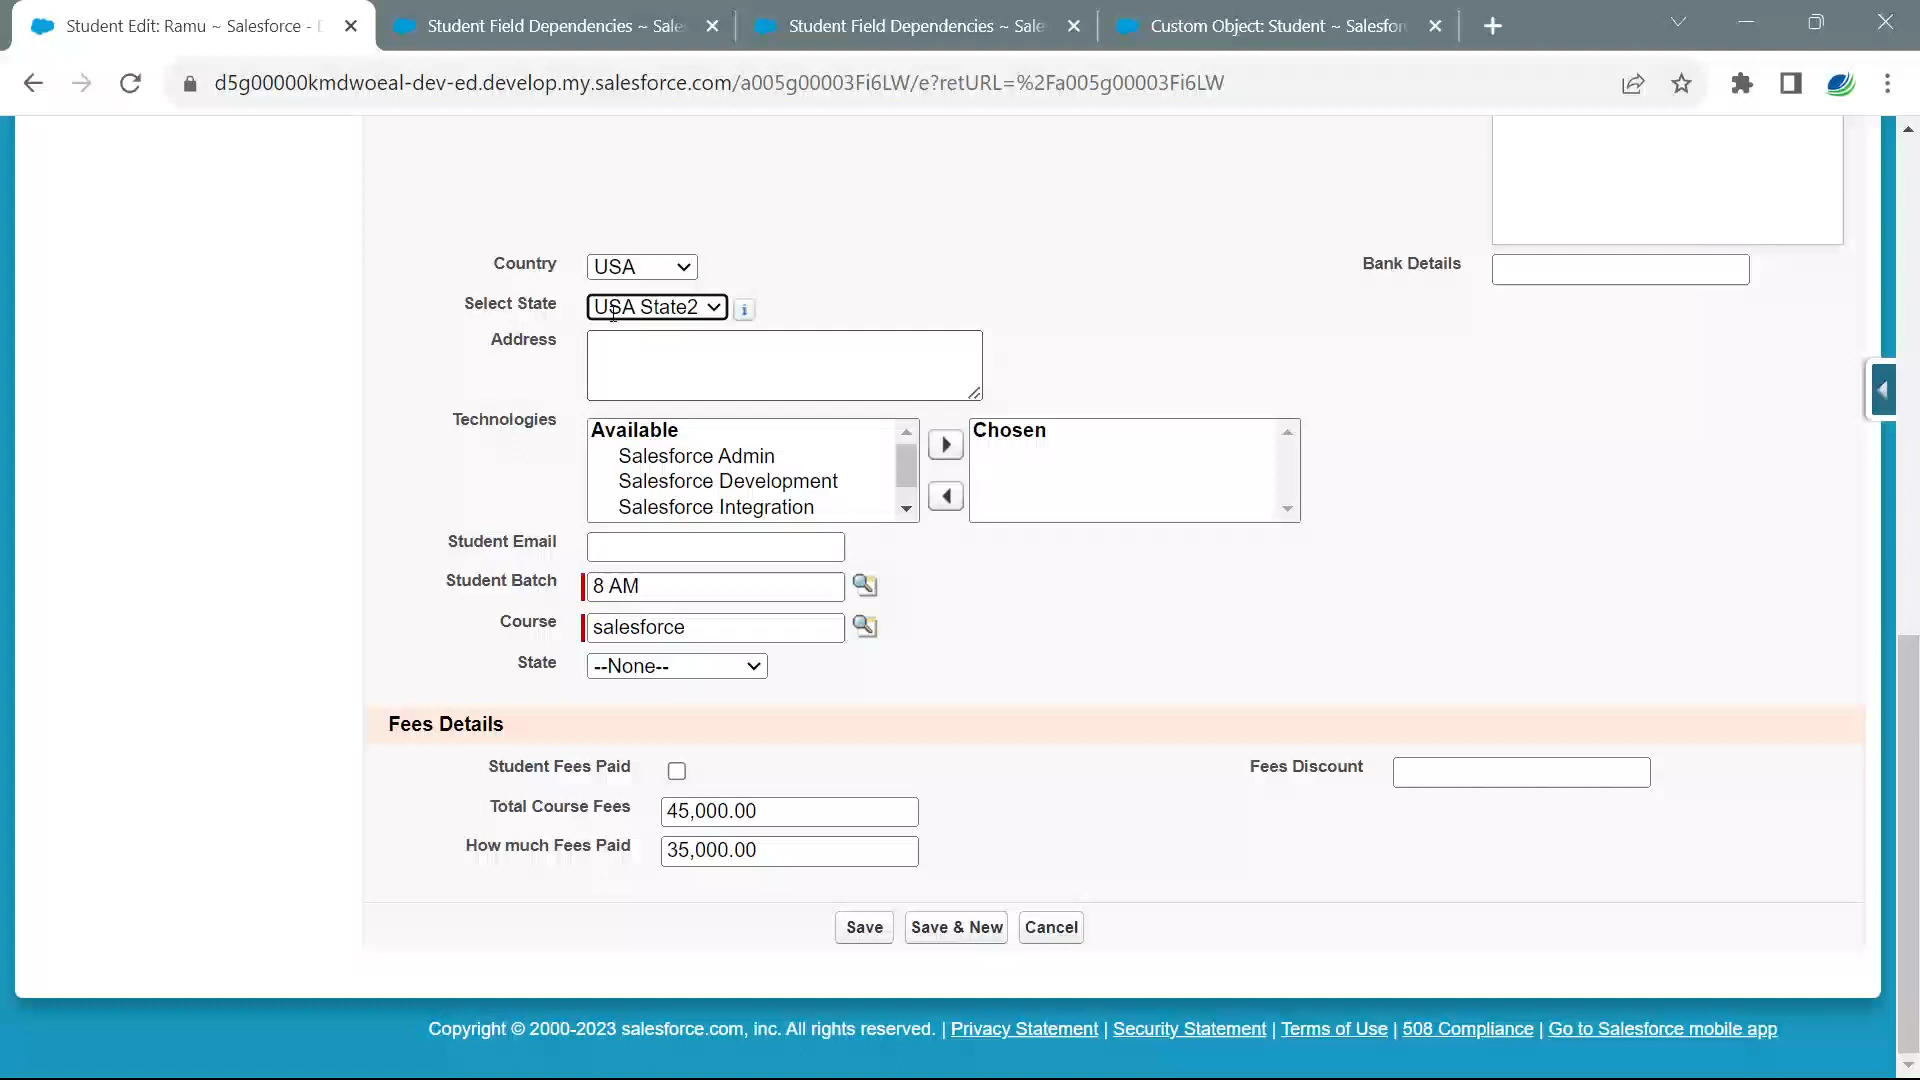 Student Edit: Ramu ~ Salesforce - D
Student Field Dependencies ~ Sale
Student Field Dependencies ~ Sale
Custom Object: Student ~ Salesfor
d5g00000kmdwoeal-dev-ed.develop.my.salesforce.com/a005g00003Fi6LW/e?retURL=%2Fa005g00003Fi6LW
Country USA Bank Details
Select State USA State2
Address
Technologies
Available
Salesforce Admin
Salesforce Development
Salesforce Integration
Chosen
Student Email
Student Batch 8 AM
Course salesforce
State --None--
Fees Details
Student Fees Paid Fees Discount
Total Course Fees 45,000.00
How much Fees Paid 35,000.00
Save Save & New Cancel
Copyright © 2000-2023 salesforce.com, inc. All rights reserved. | Privacy Statement | Security Statement | Terms of Use | 508 Compliance | Go to Salesforce mobile app